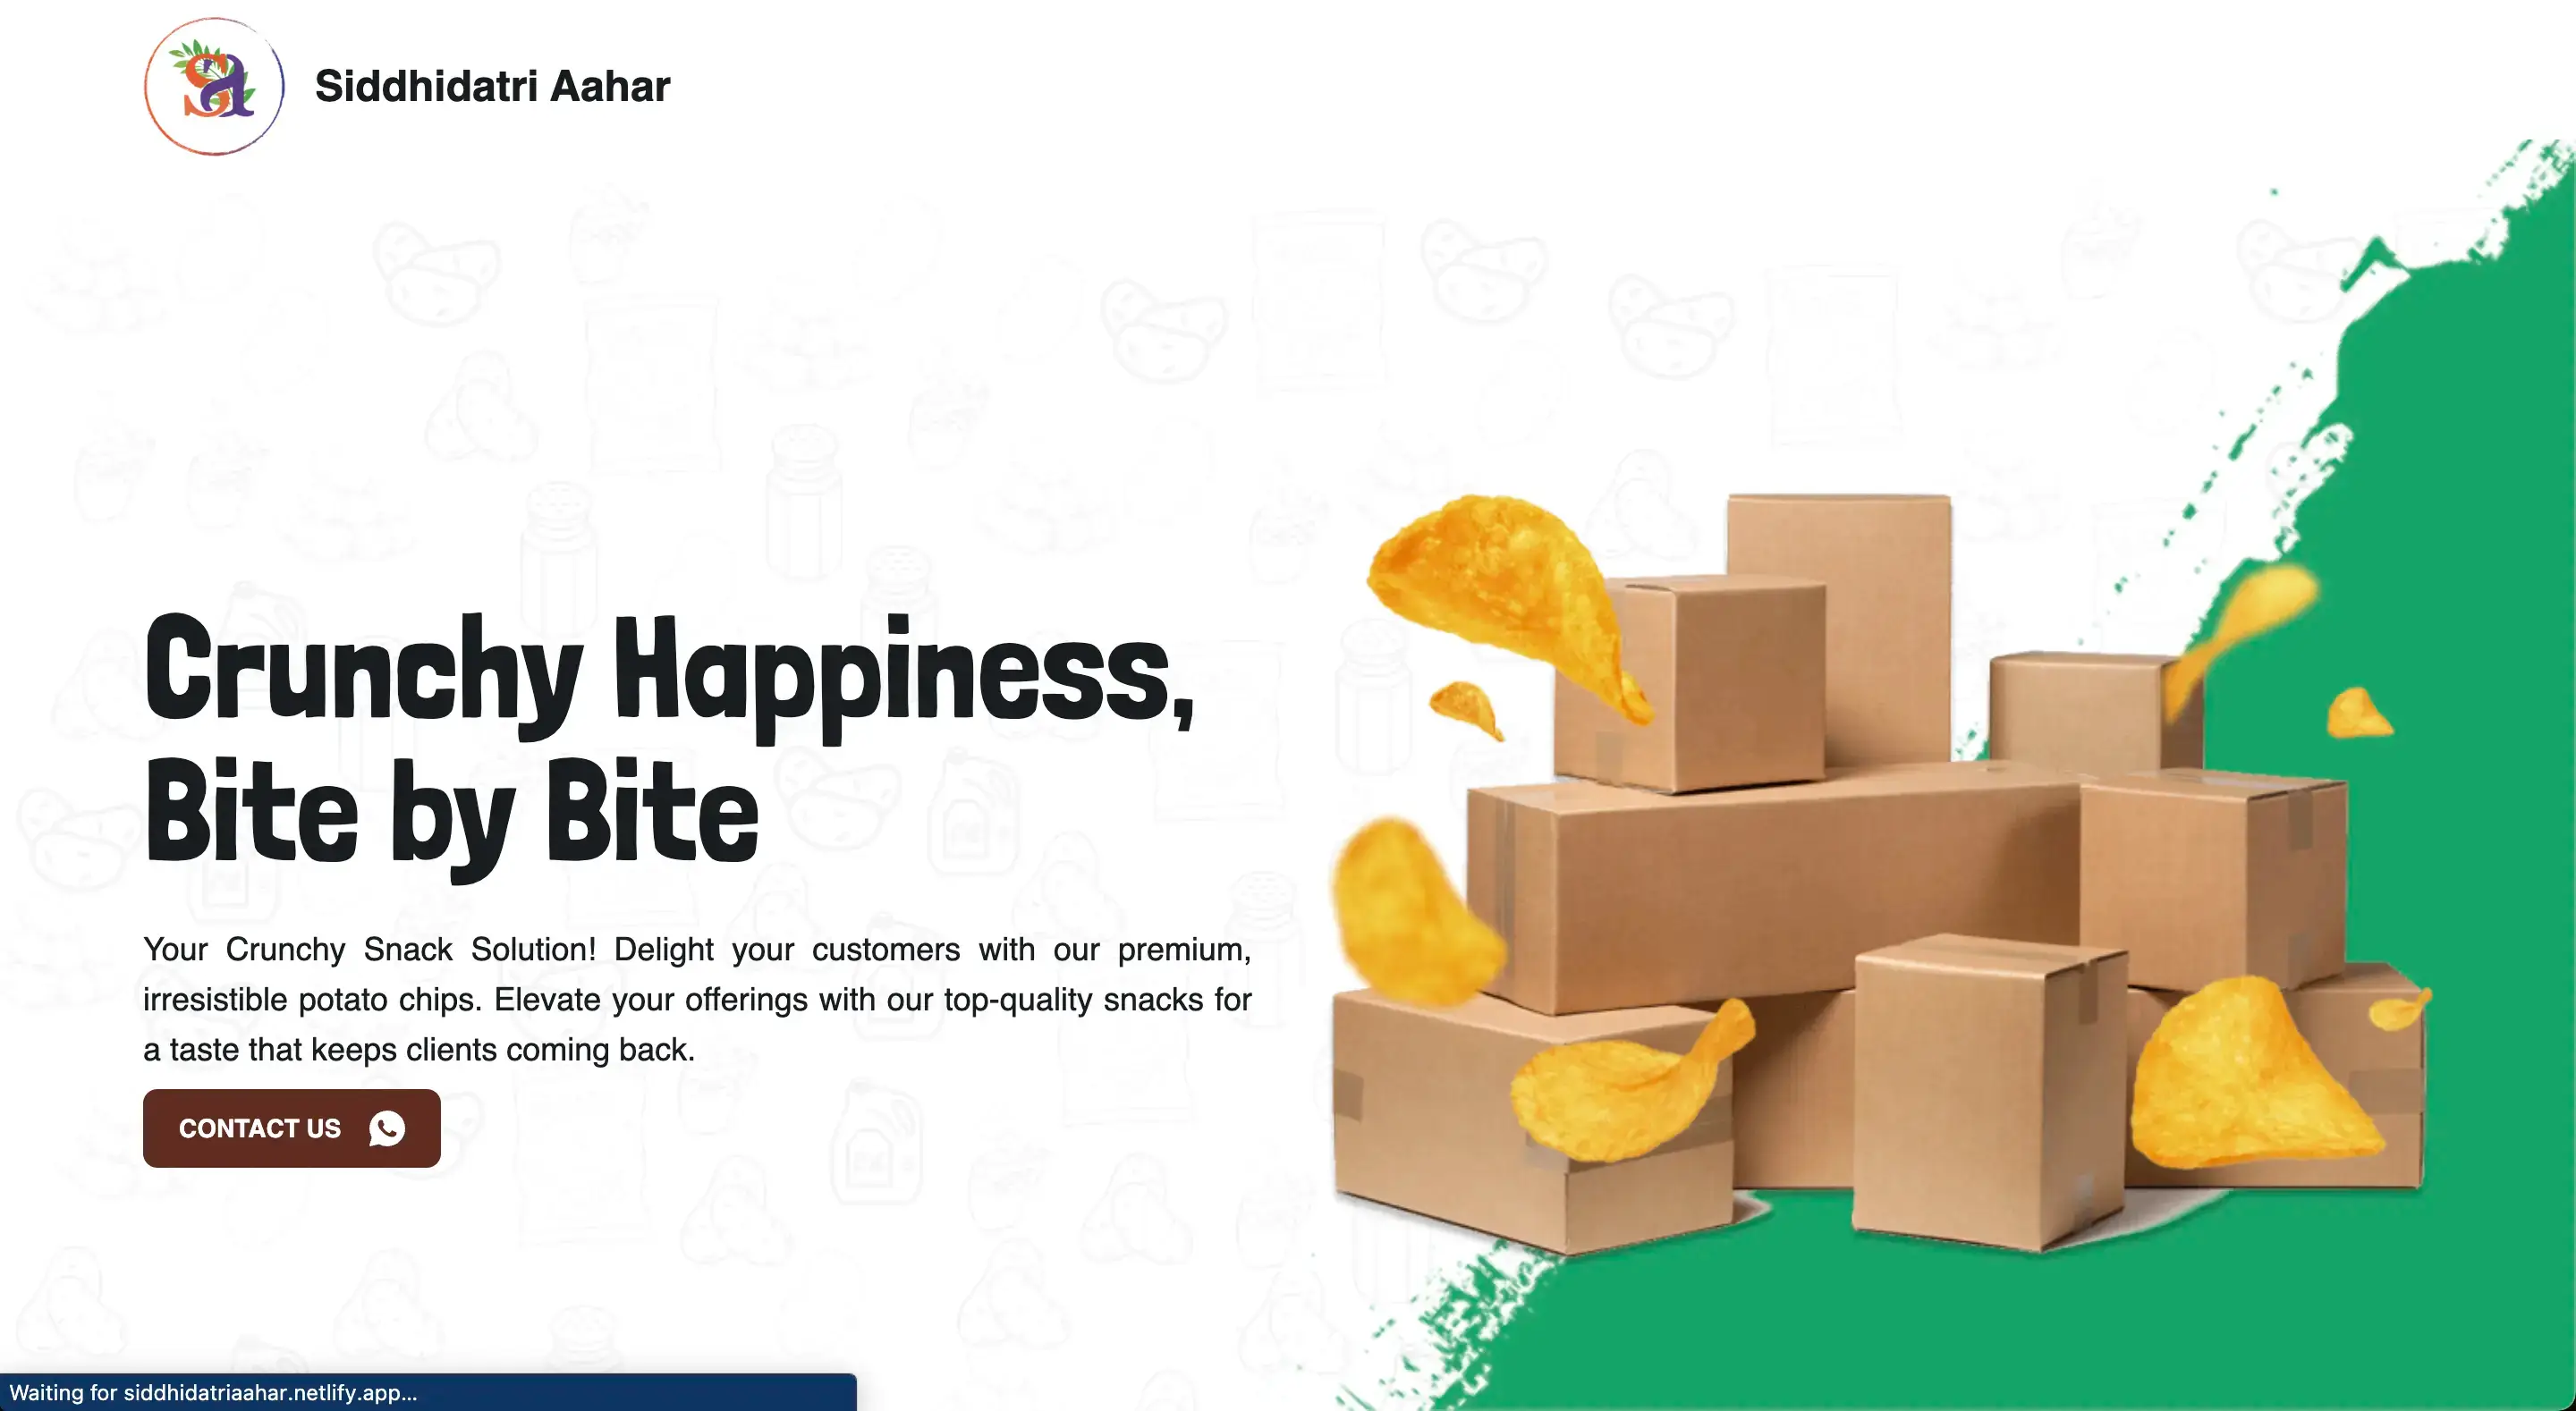 sa
Siddhidatri Aahar
Crunchy Happiness,
Bite by Bite
Your Crunchy Snack Solution! Delight your customers with our premium,
irresistible potato chips. Elevate your offerings with our top-quality snacks for
a taste that keeps clients coming back.
CONTACT US
Waiting for siddhidatriaahar.netlify.app...